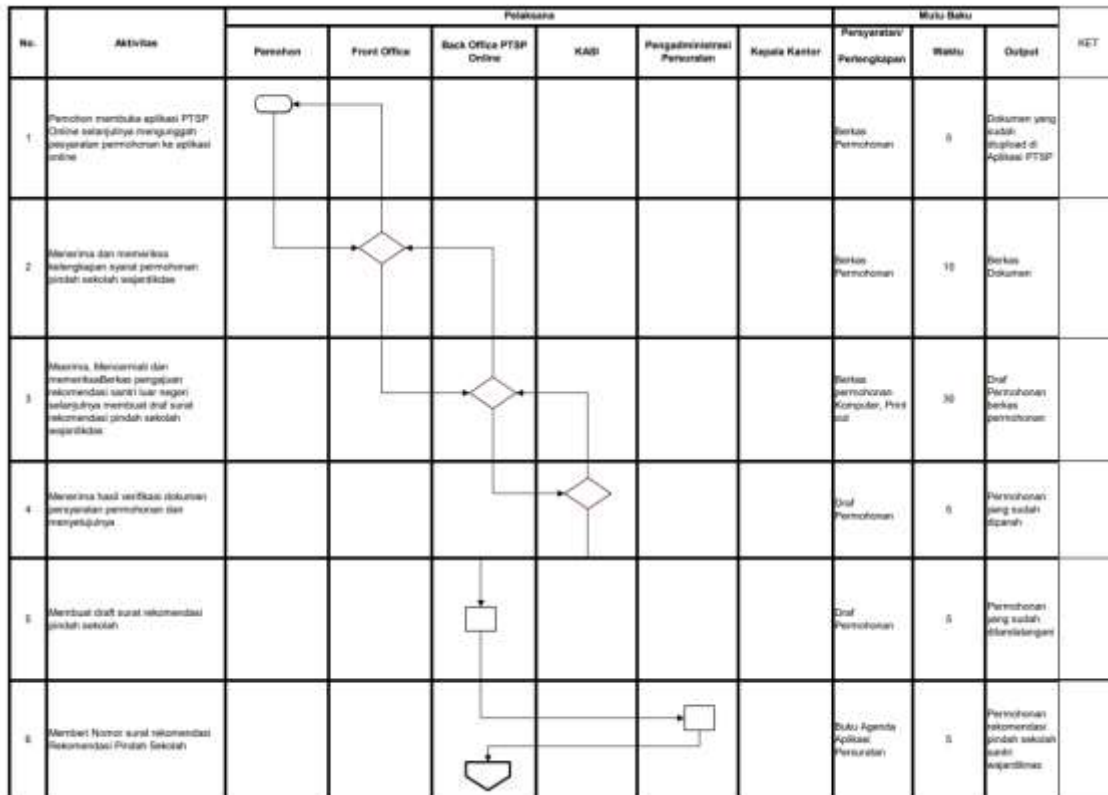 Pelaksana
Mutu Baku
No.
Aktivitas
Pemohon
Front Office
Back Office PTSP
Online
KASI
Pengadministrasi
Persuratan
Kepala Kantor
Persyaratan/
Perlengkapan
Waktu
Output
KET
1
Pemohon membuka aplikasi PTSP
Online selanjutnya mengunggah
pesyaratan permohonan ke aplikasi
online
Berkas
Permohonan
Dokumen yang
sudah
diupload di
Aplikasi PTSP
2
Menerima dan memeriksa
kelengkapan syarat permohonan
pindah sekolah wajardikdas
Berkas
Permohonan
10
Berkas
Dokumen
3
Mencermati dan
memeriksaBerkas pengajuan
rekomendasi santri luar negeri
selanjutnya membuat draf surat
rekomendasi pindah sekolah
wajardikdas
Berkas
permohonan
Komputer, Print
out
30
Draf
Permohonan
berkas
permohonan
4
Menerima hasil verifikasi dokumen
persyaratan permohonan dan
menyetujuinya
Draf
Permohonan
5
Permohonan
yang sudah
diparah
5
Membuat draft surat rekomendasi
pindah sekolah
Draf
Permohonan
5
Permohonan
yang sudah
ditandatangani
6
Memberi Nomor surat rekomendasi
Rekomendasi Pindah Sekolah
Buku Agenda
Aplikasi
Persuratan
5
Permohonan
rekomendasi
pindah sekolah
santri